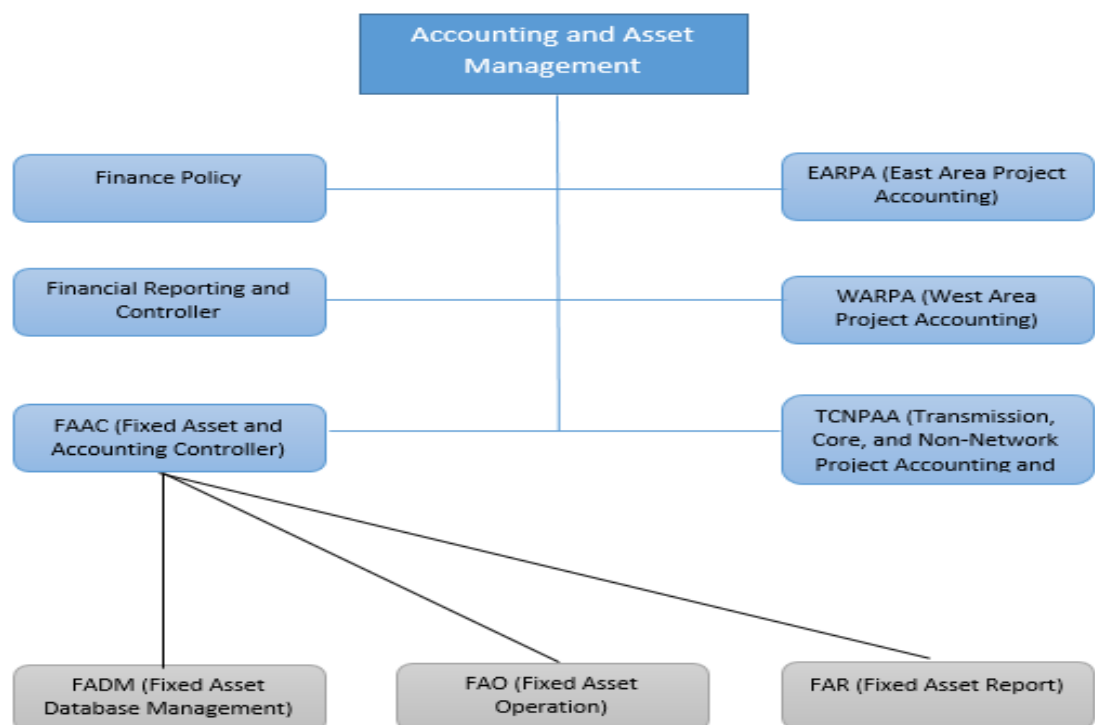 Accounting and Asset
Management
Finance Policy
EARPA (East Area Project
Accounting)
Financial Reporting and
Controller
WARPA (West Area
Project Accounting)
FAAC (Fixed Asset and
Accounting Controller)
TCNPAA (Transmission,
Core, and Non-Network
Project Accounting and
FADM (Fixed Asset
Database Management)
FAO (Fixed Asset
Operation)
FAR (Fixed Asset Report)